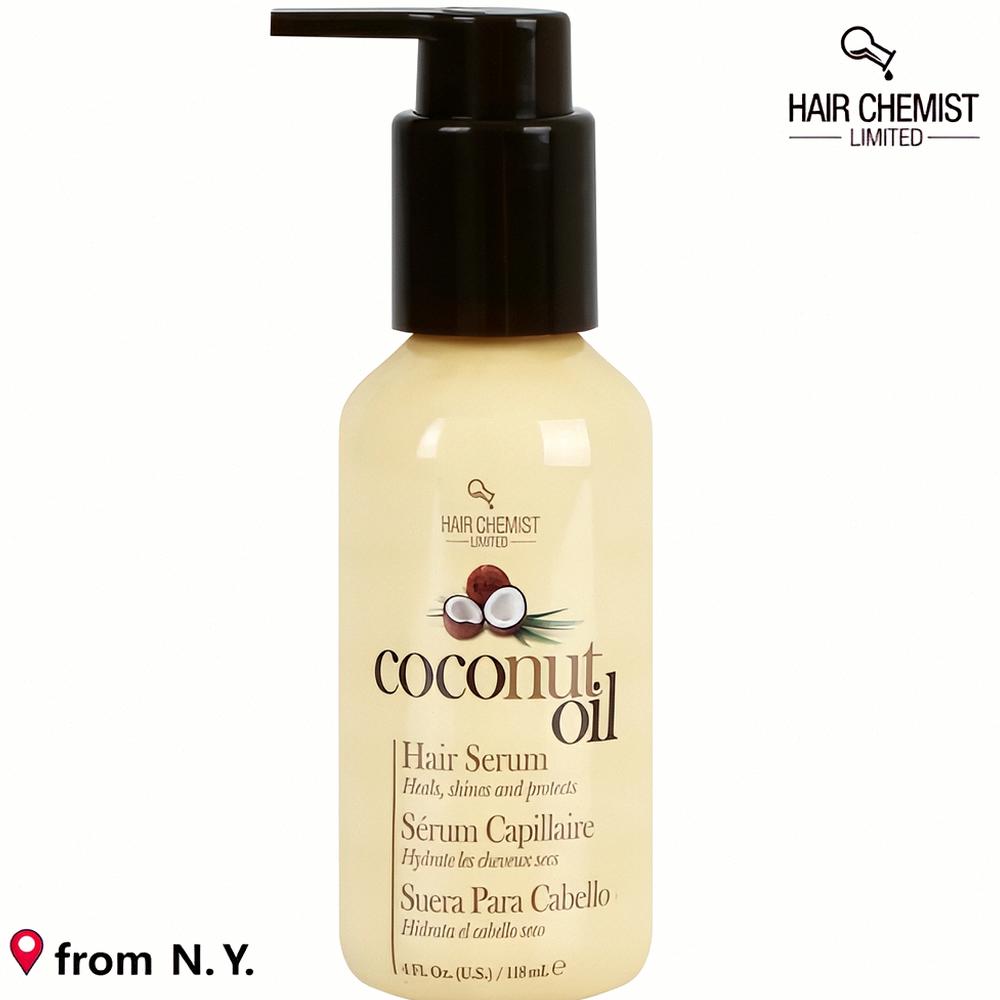 HAIR CHEMIST
LIMITED
HAIR CHEMIST
LIMITED
coconut
oil
Hair Serum
Heals, shines and protects
Sérum Capillaire
Hydrate les cheveux secs
Suera Para Cabello
Hidrata el cabello seco
4 Fl. Oz. (U.S.) / 118 mL ℮
from N.Y.